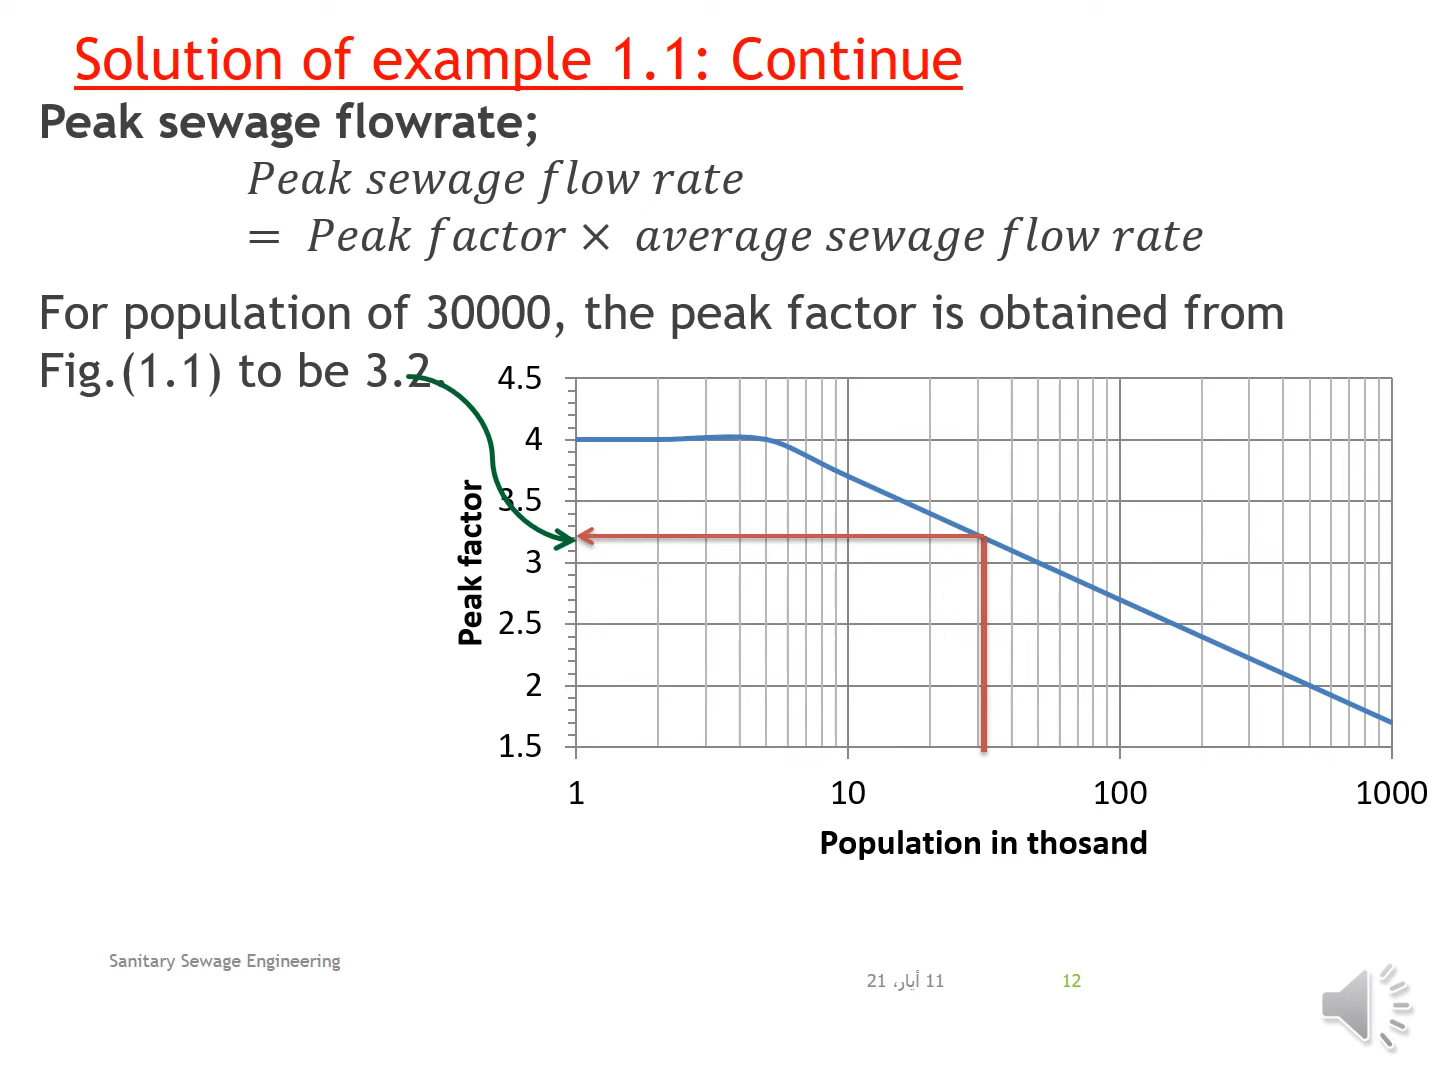 Solution of example 1.1: Continue
Peak sewage flowrate;
Peak sewage flow rate
= Peak factor × average sewage flow rate
For population of 30000, the peak factor is obtained from
Fig.(1.1) to be 3.2.
4.5
4
3.5
3
2.5
2
1.5
Peak factor
1 10 100 1000
Population in thosand
Sanitary Sewage Engineering
11 أيار، 21
12